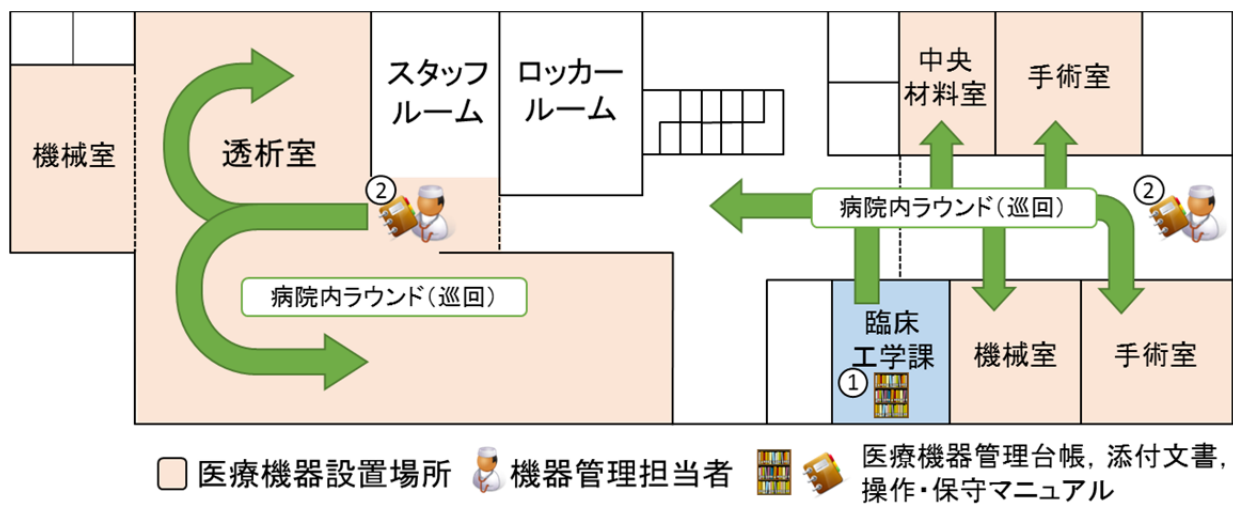 機械室
透析室
スタッフ
ルーム
ロッカー
ルーム
②
病院内ラウンド（巡回）
中央
材料室
手術室
病院内ラウンド（巡回）
②
臨床
工学課
①
機械室
手術室
医療機器設置場所
機器管理担当者
医療機器管理台帳，添付文書，
操作・保守マニュアル